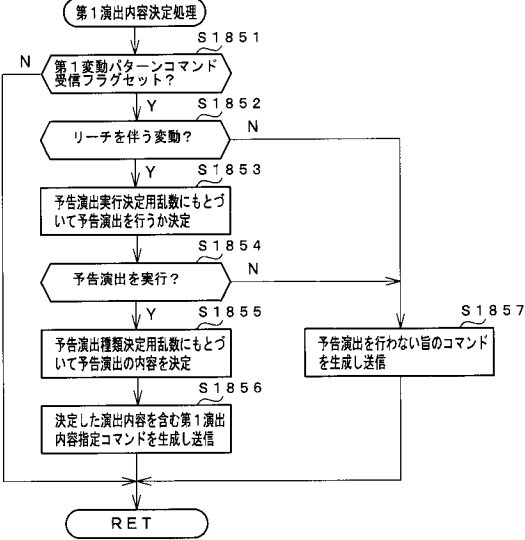 第１演出内容決定処理
Ｓ１８５１
Ｎ
第１変動パターンコマンド
受信フラグセット？
Ｙ
Ｓ１８５２
リーチを伴う変動？
Ｎ
Ｙ
Ｓ１８５３
予告演出実行決定用乱数にもとづ
いて予告演出を行うか決定
Ｓ１８５４
予告演出を実行？
Ｎ
Ｙ
Ｓ１８５５
予告演出種類決定用乱数にもとづ
いて予告演出の内容を決定
Ｓ１８５７
予告演出を行わない旨のコマンド
を生成し送信
Ｓ１８５６
決定した演出内容を含む第１演出
内容指定コマンドを生成し送信
ＲＥＴ